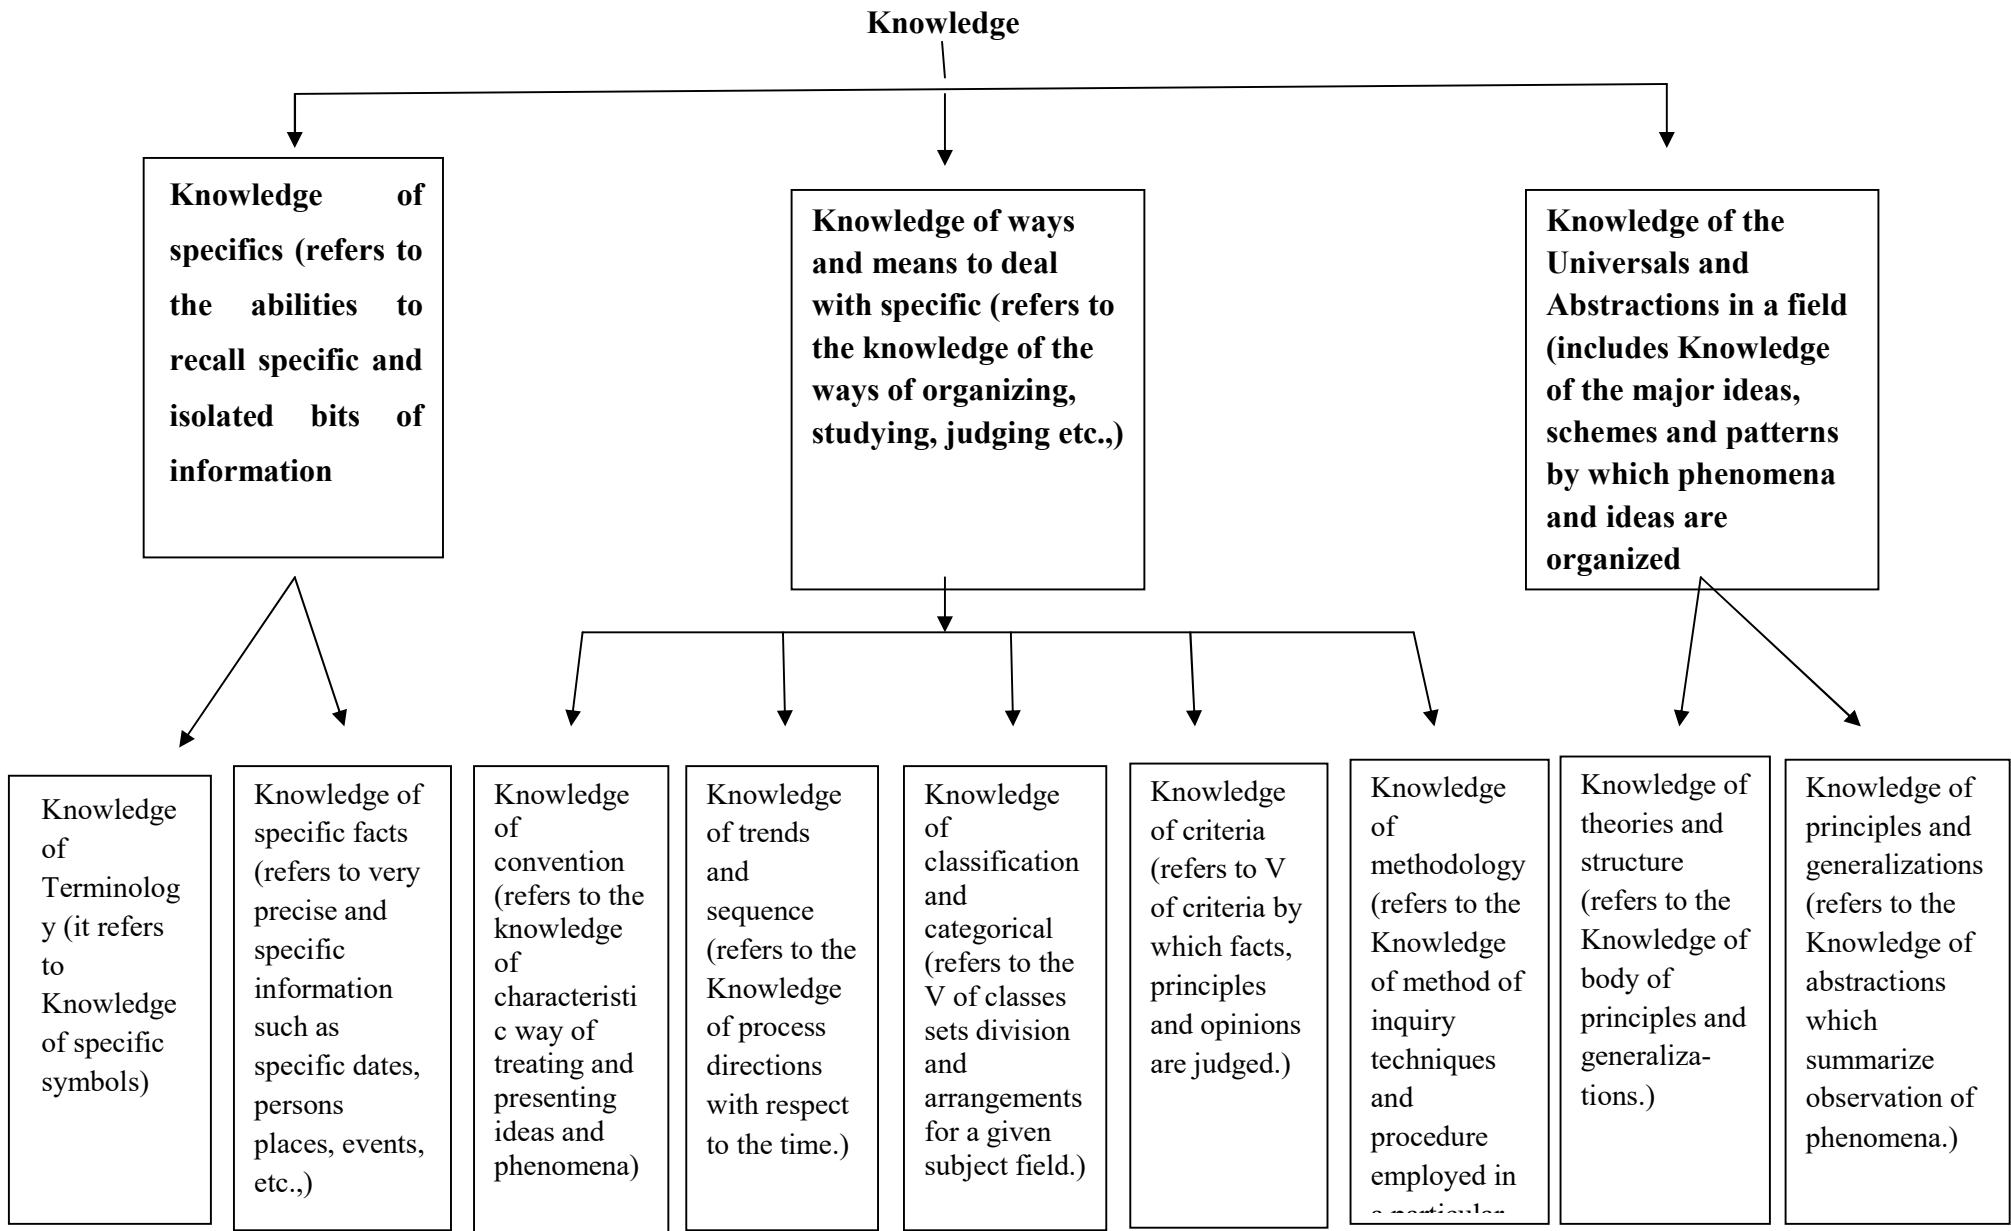 Knowledge
Knowledge of
specifics (refers to
the abilities to
recall specific and
isolated bits of
information
Knowledge of ways
and means to deal
with specific (refers to
the knowledge of the
ways of organizing,
studying, judging etc.,)
Knowledge of the
Universals and
Abstractions in a field
(includes Knowledge
of the major ideas,
schemes and patterns
by which phenomena
and ideas are
organized
Knowledge
of
Terminolog
y (it refers
to
Knowledge
of specific
symbols)
Knowledge of
specific facts
(refers to very
precise and
specific
information
such as
specific dates,
persons
places, events,
etc.,)
Knowledge
of
convention
(refers to the
knowledge
of
characteristi
c way of
treating and
presenting
ideas and
phenomena)
Knowledge
of trends
and
sequence
(refers to the
Knowledge
of process
directions
with respect
to the time.)
Knowledge
of
classification
and
categorical
(refers to the
V of classes
sets division
and
arrangements
for a given
subject field.)
Knowledge
of criteria
(refers to V
of criteria by
which facts,
principles
and opinions
are judged.)
Knowledge
of
methodology
(refers to the
Knowledge
of method of
inquiry
techniques
and
procedure
employed in
a particular
Knowledge of
theories and
structure
(refers to the
Knowledge of
body of
principles and
generaliza-
tions.)
Knowledge of
principles and
generalizations
(refers to the
Knowledge of
abstractions
which
summarize
observation of
phenomena.)